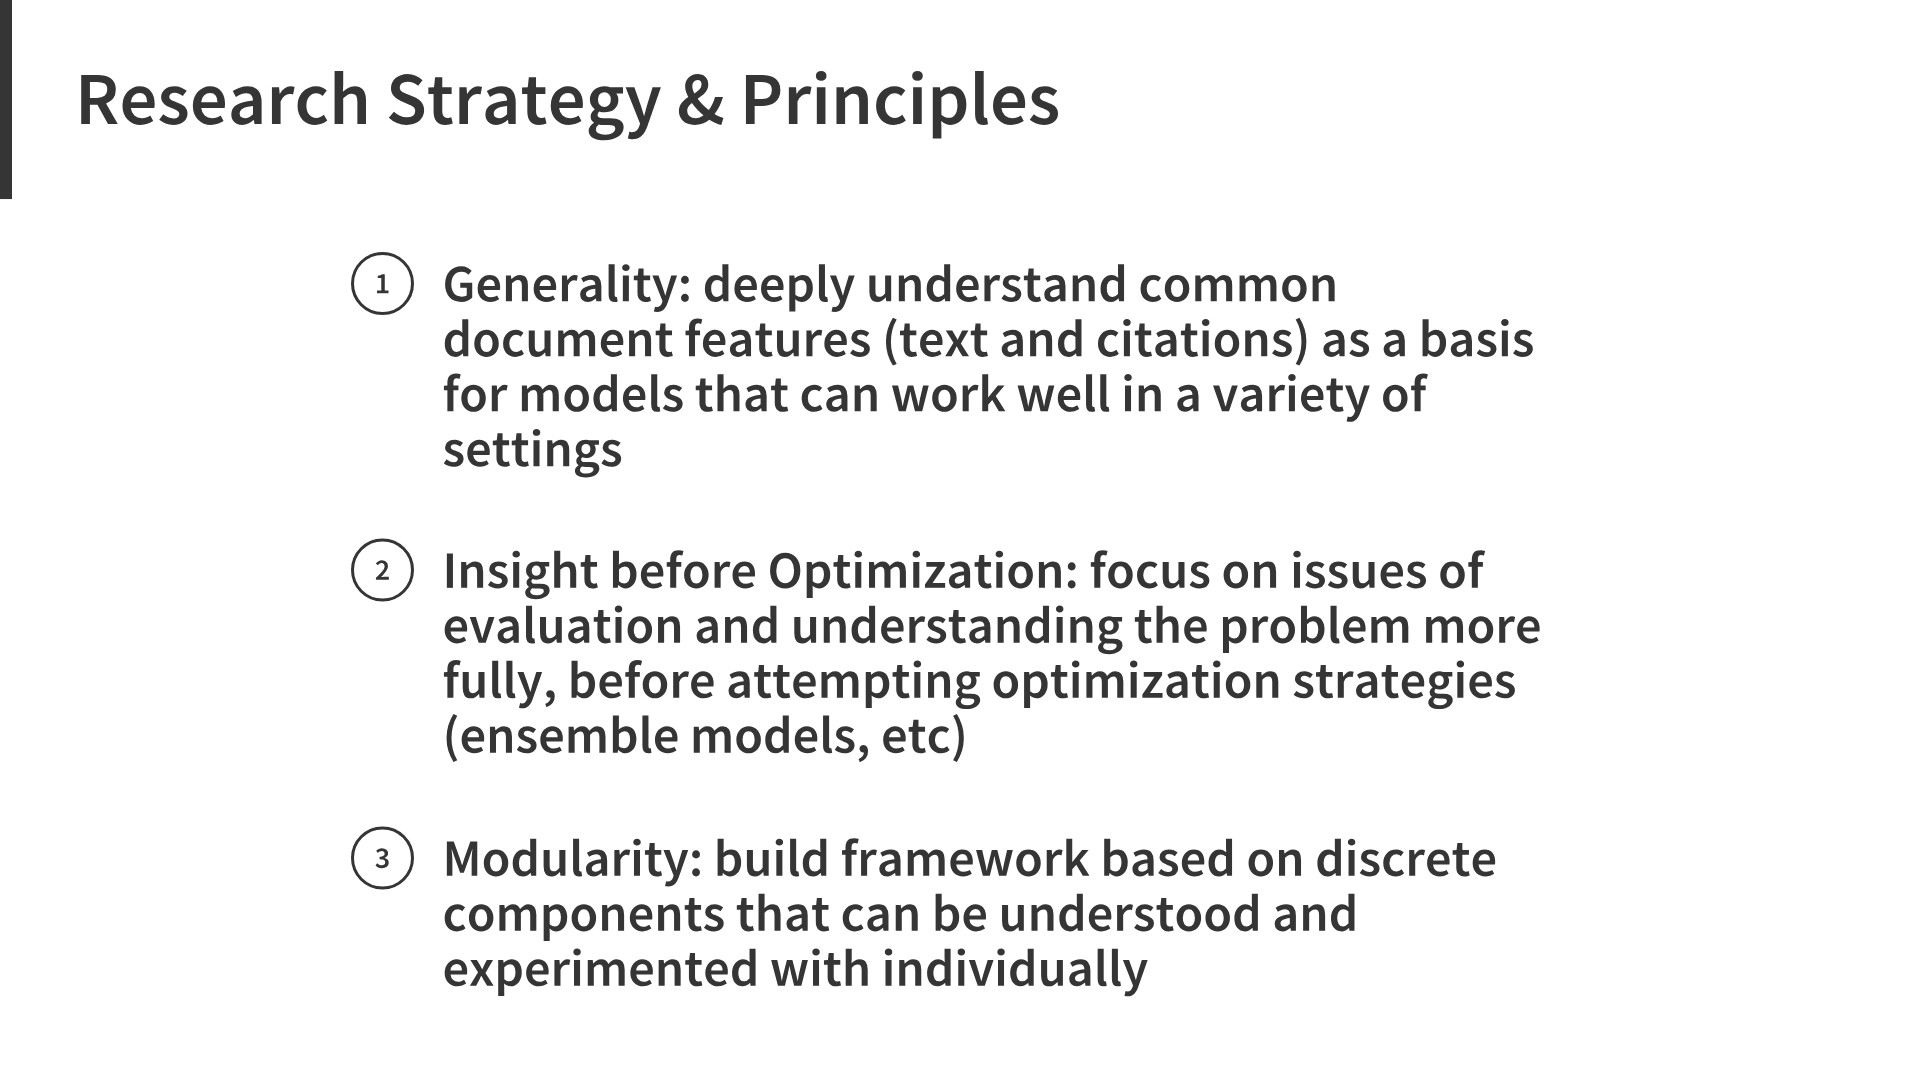 Research Strategy & Principles
1 Generality: deeply understand common
document features (text and citations) as a basis
for models that can work well in a variety of
settings
2 Insight before Optimization: focus on issues of
evaluation and understanding the problem more
fully, before attempting optimization strategies
(ensemble models, etc)
3 Modularity: build framework based on discrete
components that can be understood and
experimented with individually